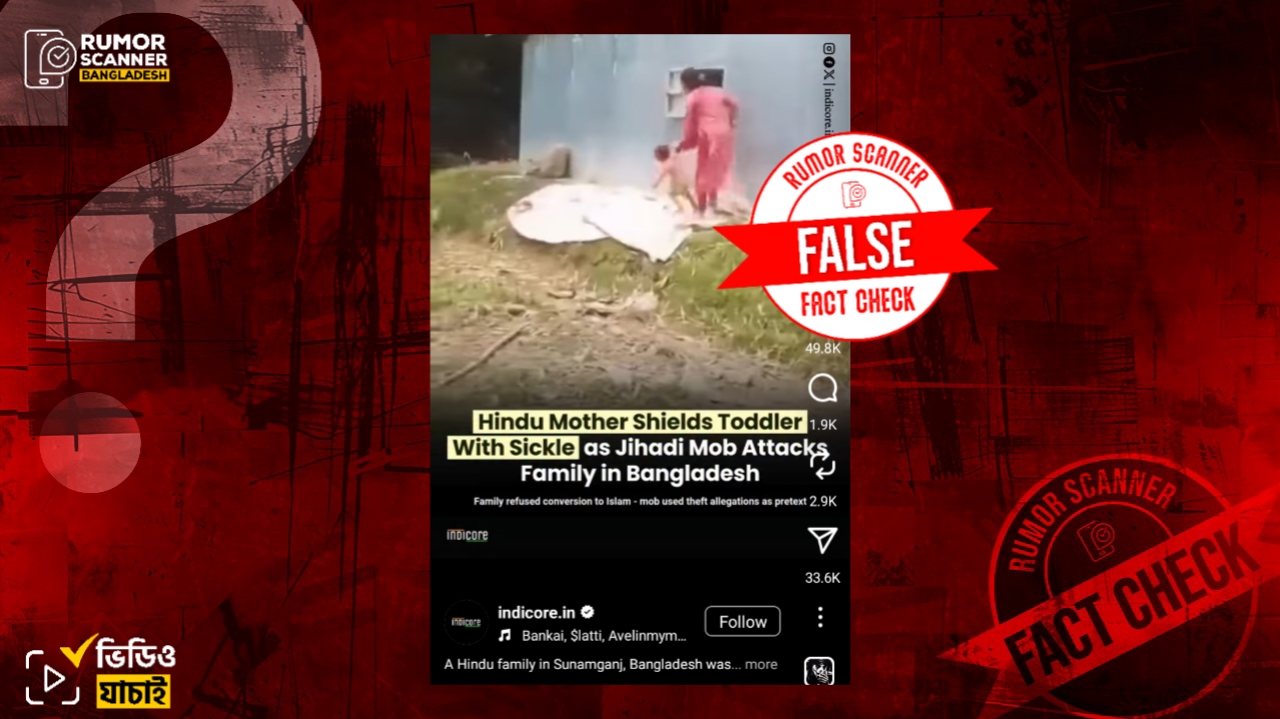 RUMOR
SCANNER
BANGLADESH
indicore.in
RUMOR SCANNER
FALSE
FACT CHECK
49.8K
Hindu Mother Shields Toddler
1.9K
With Sickle as Jihadi Mob Attacks
Family in Bangladesh
Family refused conversion to Islam - mob used theft allegations as pretext
2.9K
indicore
33.6K
indicore.in
Follow
Bankai, $latti, Avelinmym...
A Hindu family in Sunamganj, Bangladesh was... more
ভিডিও
যাচাই
RUMOR SCANNER
FACT CHECK